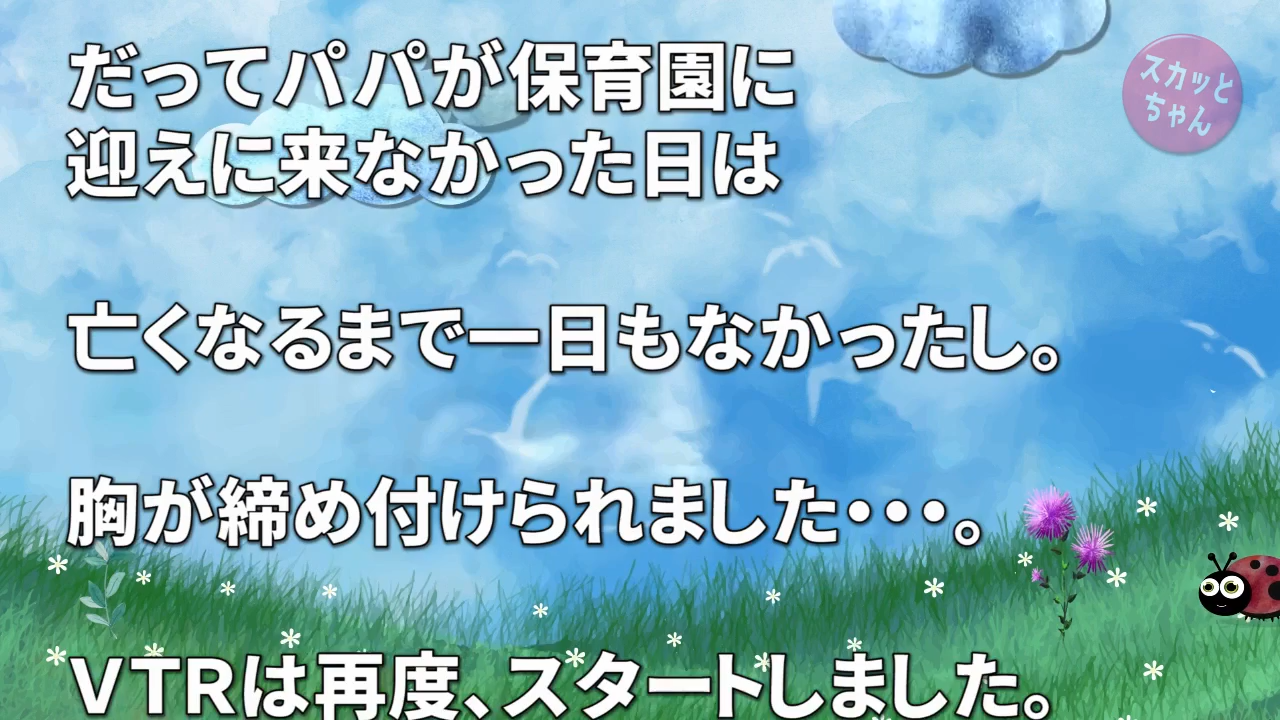 だってパパが保育園に
迎えに来なかった日は
亡くなるまで一日もなかったし。
胸が締め付けられました・・・。
VTRは再度、スタートしました。
スカッと
ちゃん